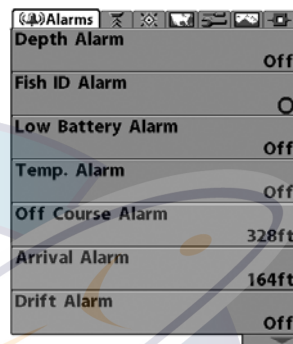 Alarms
Depth Alarm
Off
Fish ID Alarm
Low Battery Alarm
Off
Temp. Alarm
Off
Off Course Alarm
328ft
Arrival Alarm
164ft
Drift Alarm
Off